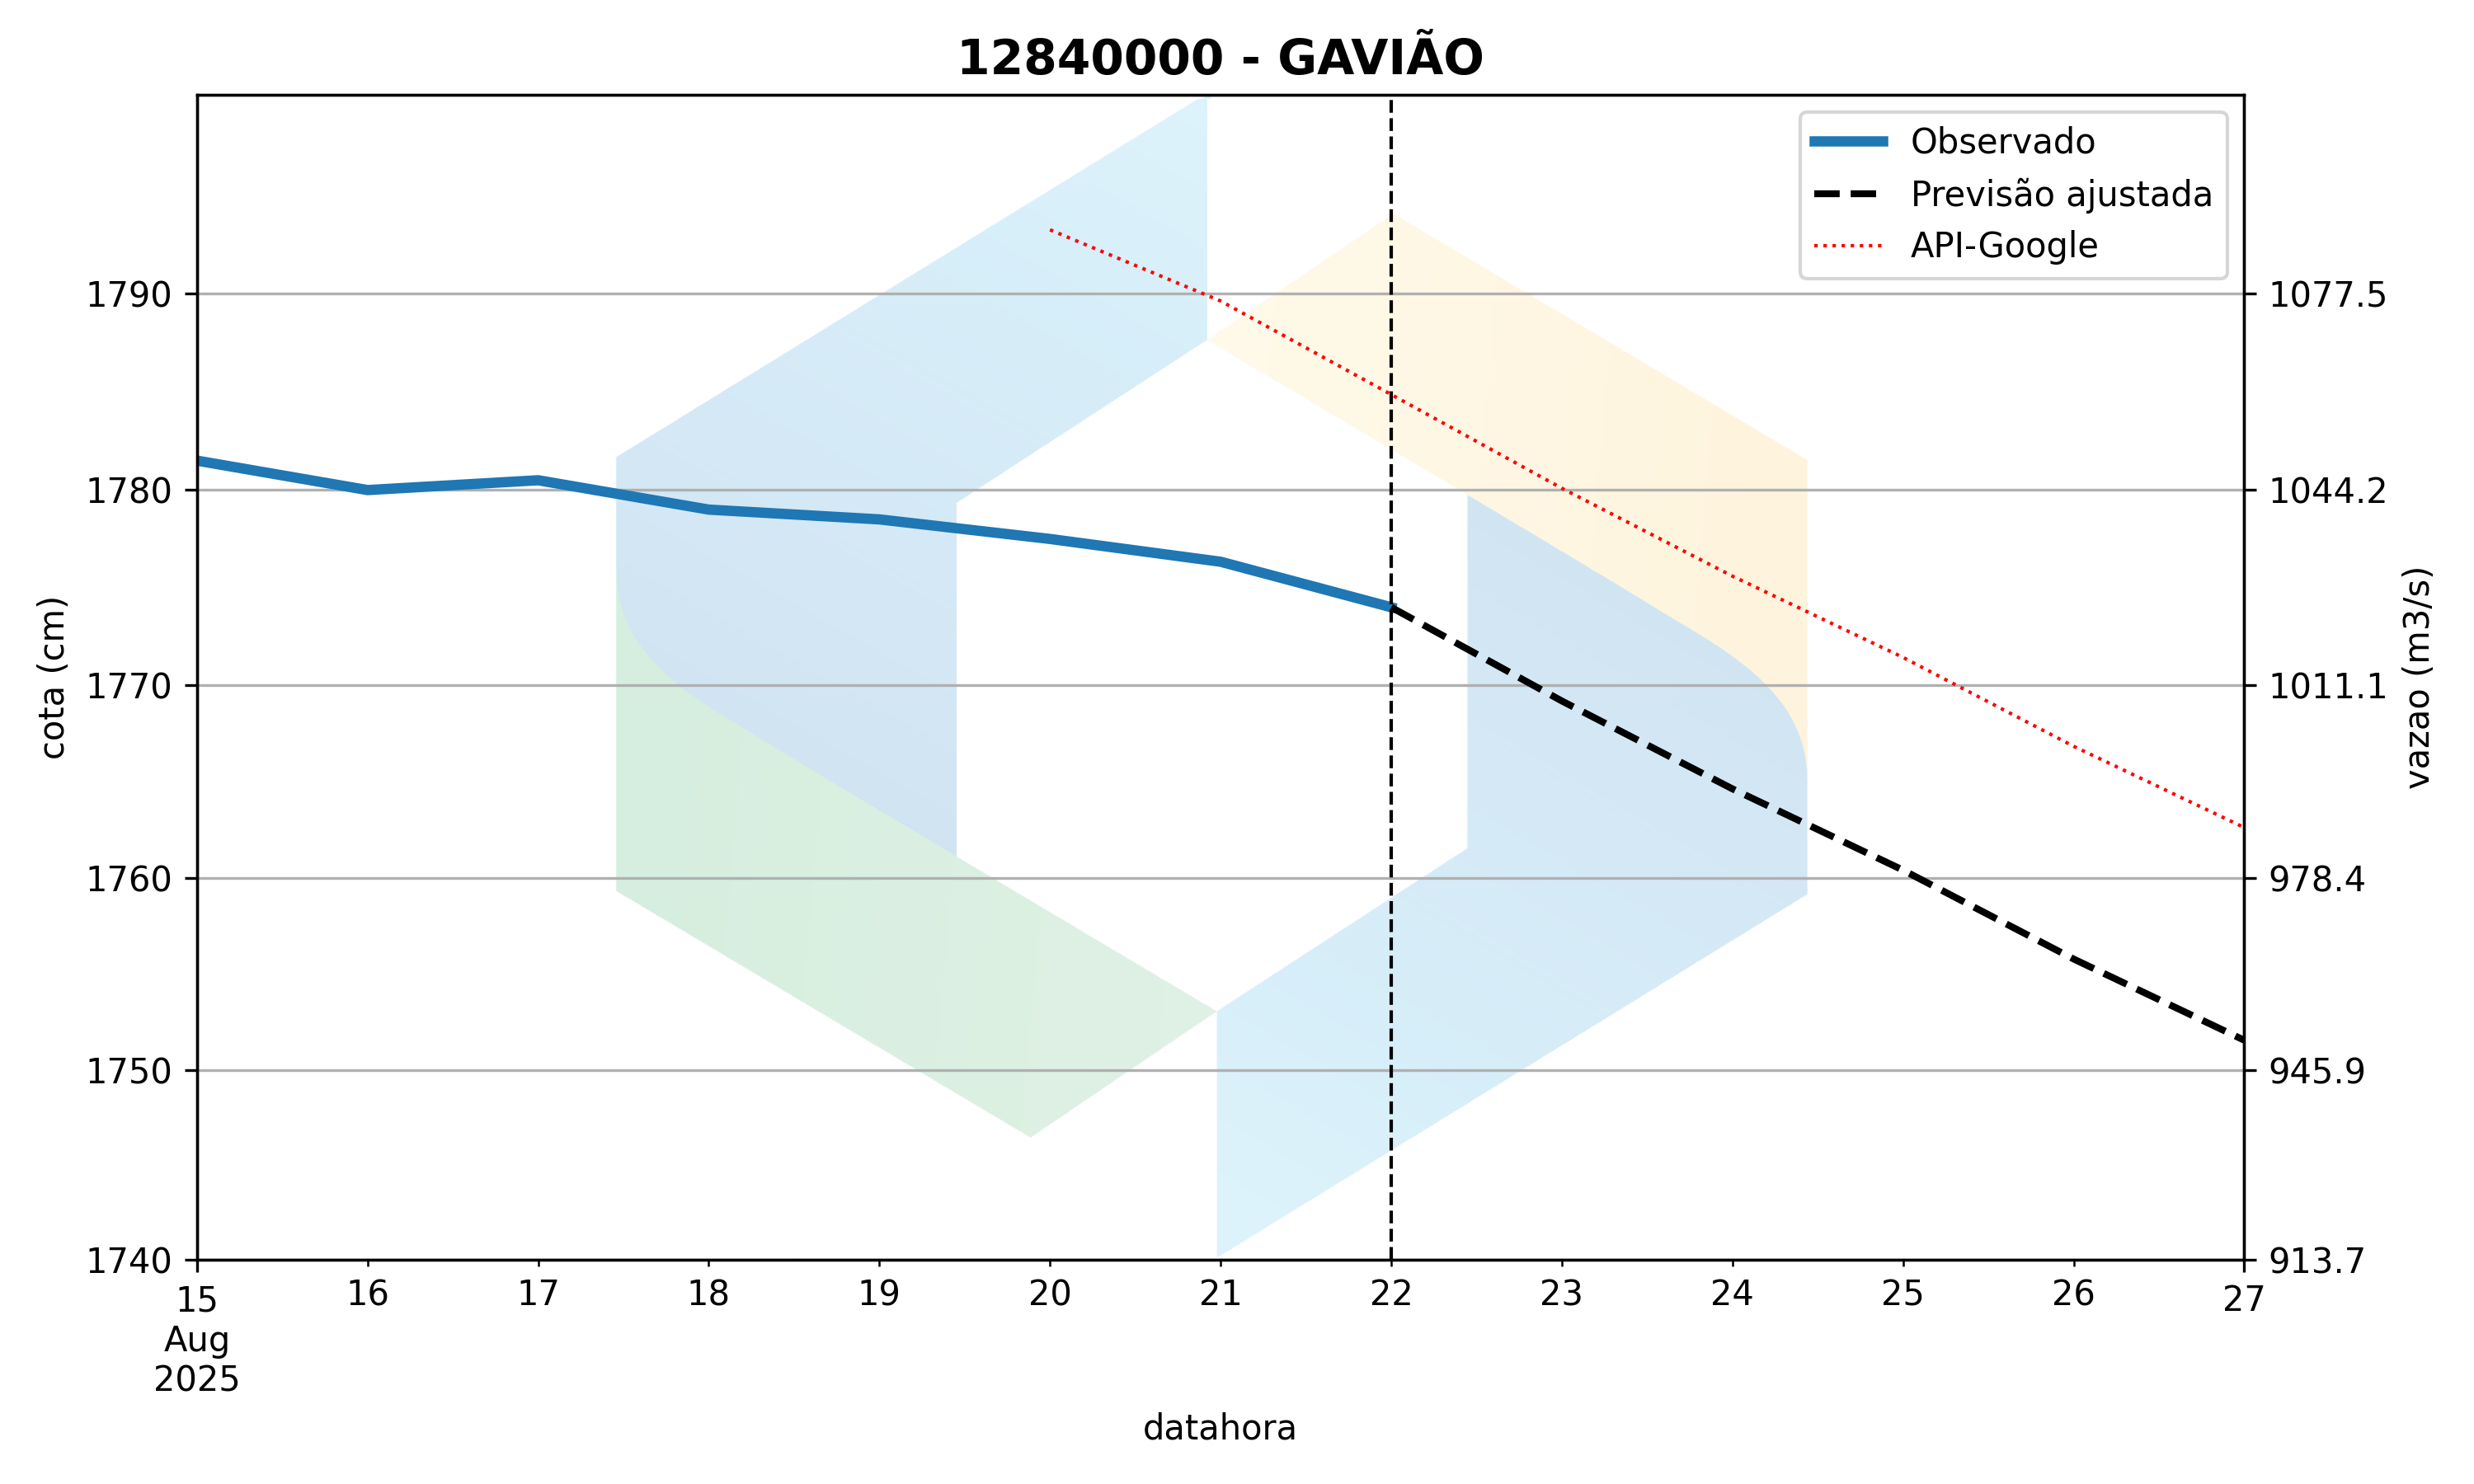 12840000 - GAVIÃO
Observado
Previsão ajustada
API-Google
1790
1780
1770
1760
1750
1740
cota (cm)
1077.5
1044.2
1011.1
978.4
945.9
913.7
vazao (m3/s)
15 16 17 18 19 20 21 22 23 24 25 26 27
Aug
2025
datahora